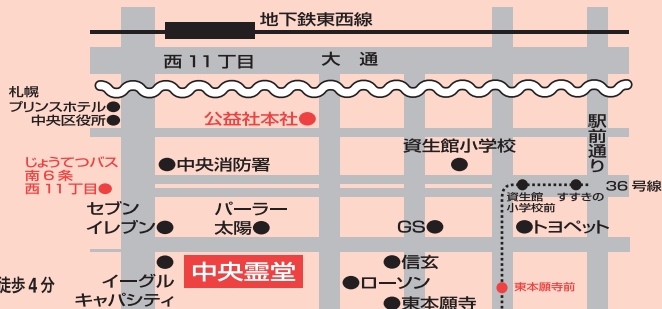 地下鉄東西線
西11丁目
大 通
札幌
プリンスホテル
中央区役所
公益社本社
駅前通り
資生館小学校
じょうてつバス
南6条
西11丁目
中央消防署
36号線
資生館
小学校前
すすきの
セブン
イレブン
パーラー
太陽
GS
トヨペット
徒歩4分
イーグル
キャパシティ
中央霊堂
信玄
ローソン
東本願寺
東本願寺前